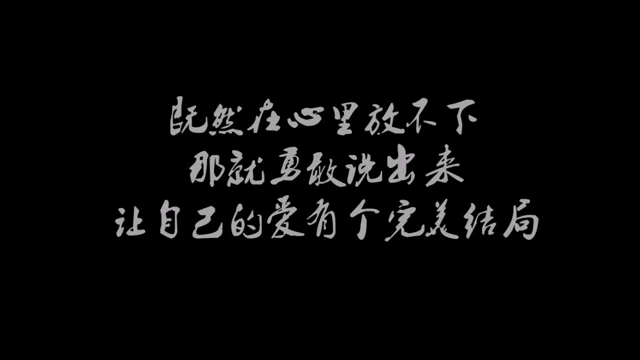 既然在心里放不下
那就勇敢说出来
让自己的爱有个完美结局